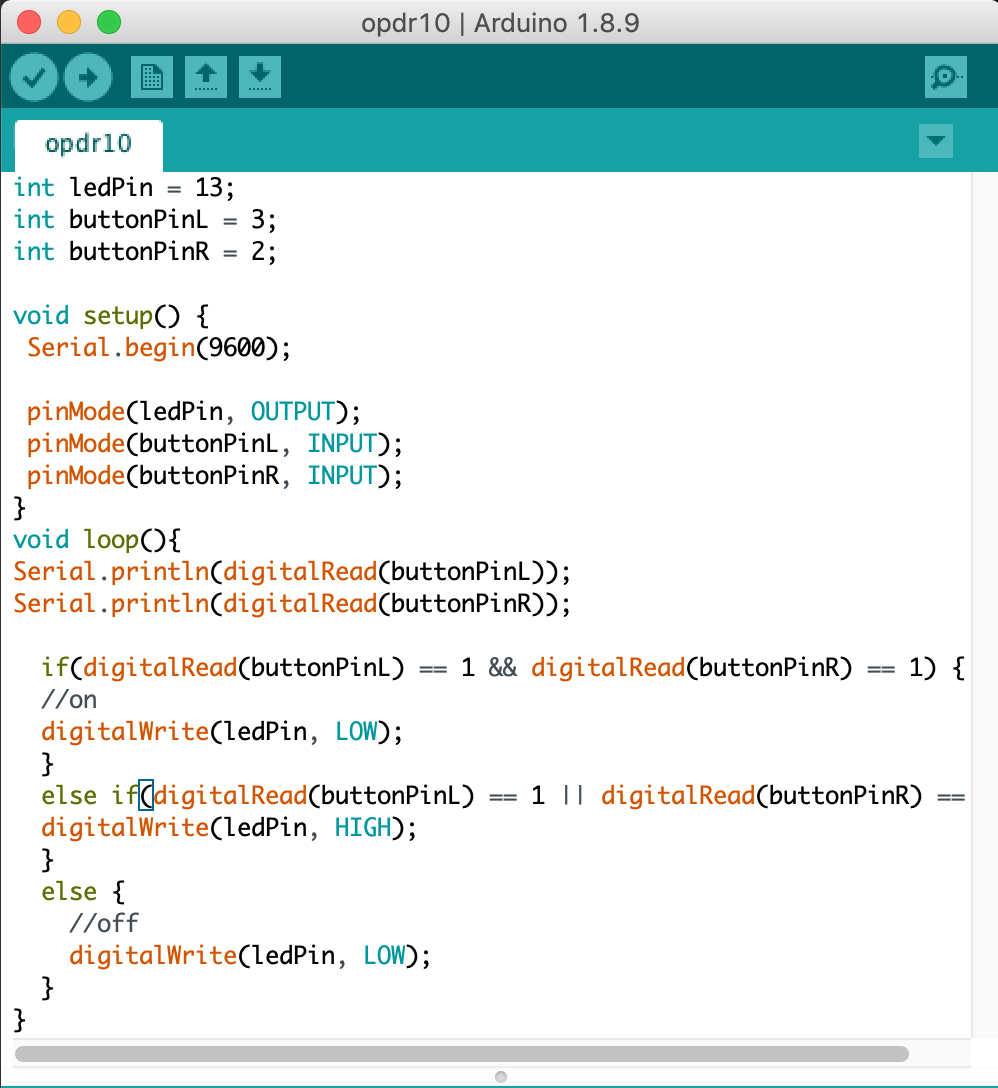 opdr10 | Arduino 1.8.9
opdr10
int ledPin = 13;
int buttonPinL = 3;
int buttonPinR = 2;
void setup() {
Serial.begin(9600);
pinMode(ledPin, OUTPUT);
pinMode(buttonPinL, INPUT);
pinMode(buttonPinR, INPUT);
}
void loop(){
Serial.println(digitalRead(buttonPinL));
Serial.println(digitalRead(buttonPinR));
if(digitalRead(buttonPinL) == 1 && digitalRead(buttonPinR) == 1) {
//on
digitalWrite(ledPin, LOW);
}
else if(digitalRead(buttonPinL) == 1 || digitalRead(buttonPinR) ==
digitalWrite(ledPin, HIGH);
}
else {
//off
digitalWrite(ledPin, LOW);
}
}